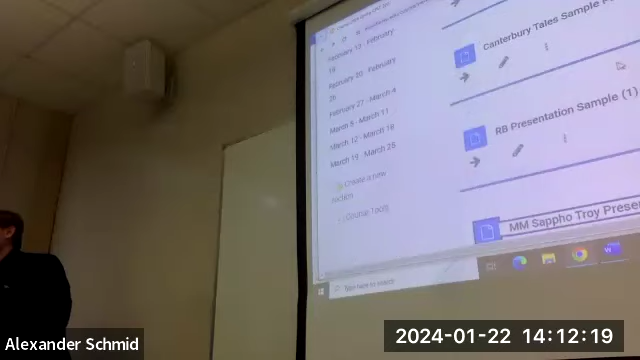 February 13 - February
19
February 20 - February
26
February 27 - March 4
March 5 - March 11
March 12 - March 18
March 19 - March 25
Create a new
section
Course Tools
Canterbury Tales Sample
RB Presentation Sample (1)
MM Sappho Troy
Type here to search
Alexander Schmid
2024-01-22 14:12:19